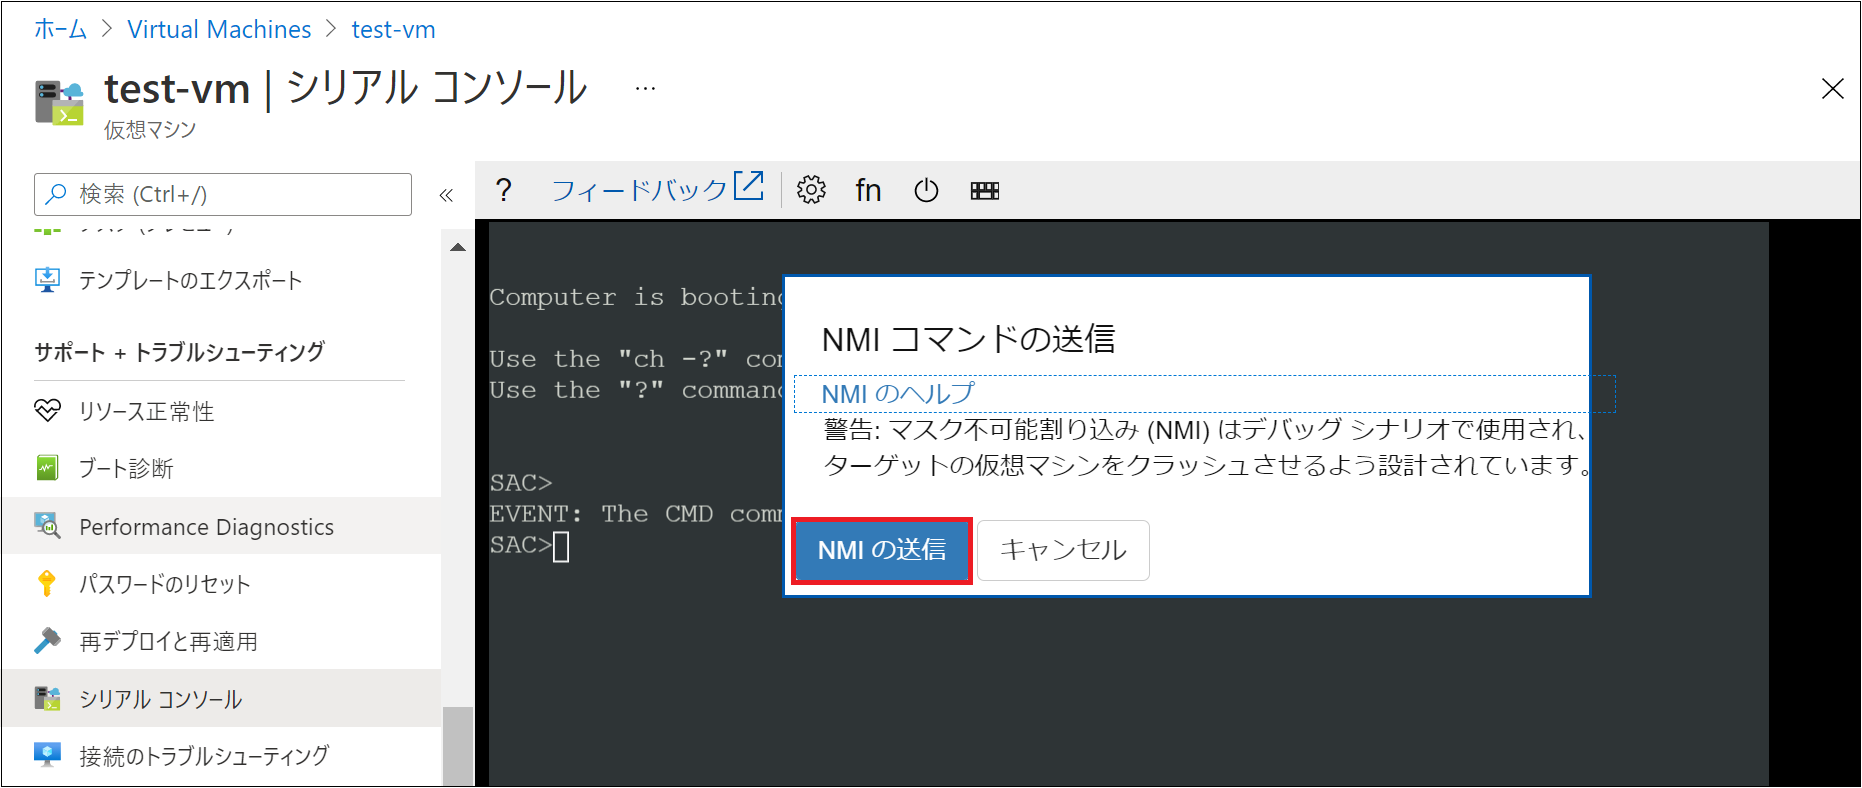 ホーム > Virtual Machines > test-vm
test-vm | シリアル コンソール ...
仮想マシン
検索 (Ctrl+/)
«
テンプレートのエクスポート
サポート + トラブルシューティング
リソース正常性
ブート診断
Performance Diagnostics
パスワードのリセット
再デプロイと再適用
シリアル コンソール
接続のトラブルシューティング
? フィードバック fn
Computer is booting
Use the "ch -?" con
Use the "?" command
SAC>
EVENT: The CMD comm
SAC>
NMI コマンドの送信
NMI のヘルプ
警告: マスク不可能割り込み (NMI) はデバッグ シナリオで使用され、
ターゲットの仮想マシンをクラッシュさせるよう設計されています。
NMI の送信 キャンセル